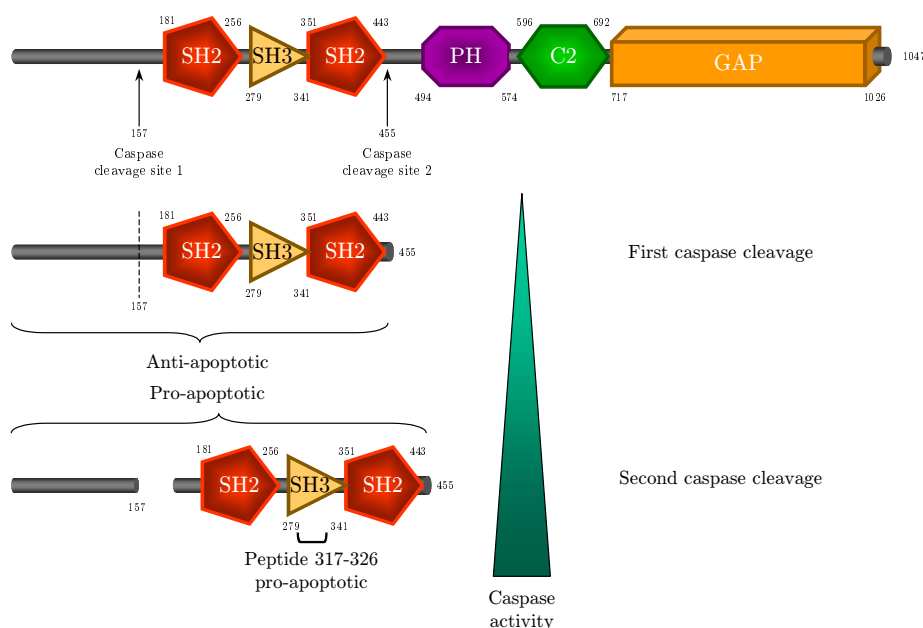 181 256 351 443 596 692
SH2 SH3 SH2 PH C2 GAP 1047
279 341 494 574 717 1026
157 455
Caspase Caspase
cleavage site 1 cleavage site 2
181 256 351 443
SH2 SH3 SH2 455 First caspase cleavage
279 341
157
Anti-apoptotic
Pro-apoptotic
181 256 351 443
SH2 SH3 SH2 455 Second caspase cleavage
157
279 341
Peptide 317-326
pro-apoptotic
Caspase
activity